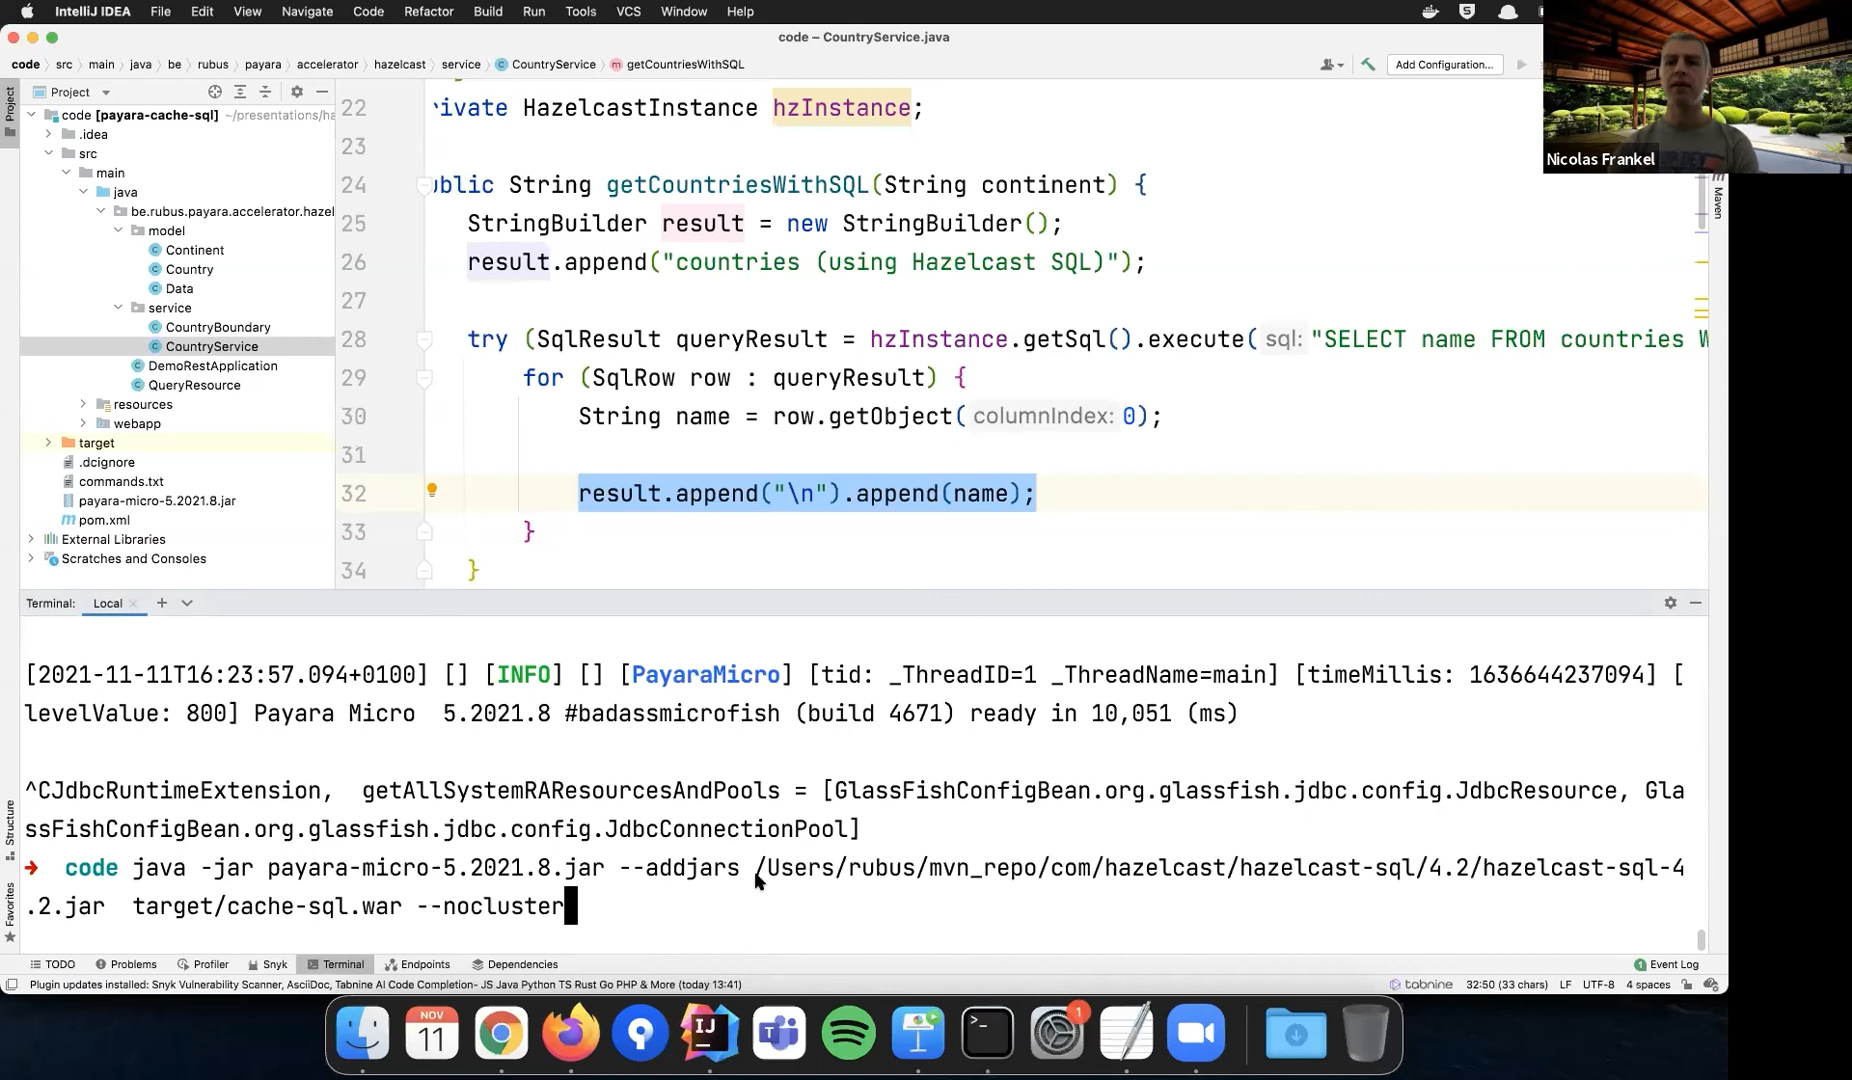 IntelliJ IDEA File Edit View Navigate Code Refactor Build Run Tools VCS Window Help
code – CountryService.java
code src main java be rubus payara accelerator hazelcast service CountryService getCountriesWithSQL
Add Configuration...
Nicolas Frankel
Project
Project
code [payara-cache-sql] ~/presentations/ha
.idea
src
main
java
be.rubus.payara.accelerator.hazel
model
Continent
Country
Data
service
CountryBoundary
CountryService
DemoRestApplication
QueryResource
resources
webapp
target
.dcignore
commands.txt
payara-micro-5.2021.8.jar
pom.xml
External Libraries
Scratches and Consoles
Maven
22 rivate HazelcastInstance hzInstance;
23
24 ublic String getCountriesWithSQL(String continent) {
25 StringBuilder result = new StringBuilder();
26 result.append("countries (using Hazelcast SQL)");
27
28 try (SqlResult queryResult = hzInstance.getSql().execute( sql: "SELECT name FROM countries W
29 for (SqlRow row : queryResult) {
30 String name = row.getObject( columnIndex: 0);
31
32 result.append("\n").append(name);
33 }
34 }
Terminal: Local
[2021-11-11T16:23:57.094+0100] [] [INFO] [] [PayaraMicro] [tid: _ThreadID=1 _ThreadName=main] [timeMillis: 1636644237094] [
levelValue: 800] Payara Micro  5.2021.8 #badassmicrofish (build 4671) ready in 10,051 (ms)
^CJdbcRuntimeExtension,  getAllSystemRAResourcesAndPools = [GlassFishConfigBean.org.glassfish.jdbc.config.JdbcResource, Gla
ssFishConfigBean.org.glassfish.jdbc.config.JdbcConnectionPool]
code java -jar payara-micro-5.2021.8.jar --addjars /Users/rubus/mvn_repo/com/hazelcast/hazelcast-sql/4.2/hazelcast-sql-4
.2.jar  target/cache-sql.war --nocluster
Structure
Favorites
TODO Problems Profiler Snyk Terminal Endpoints Dependencies
1 Event Log
Plugin updates installed: Snyk Vulnerability Scanner, AsciiDoc, Tabnine AI Code Completion- JS Java Python TS Rust Go PHP & More (today 13:41)
tabnine 32:50 (33 chars) LF UTF-8 4 spaces
NOV
11
IJ
1